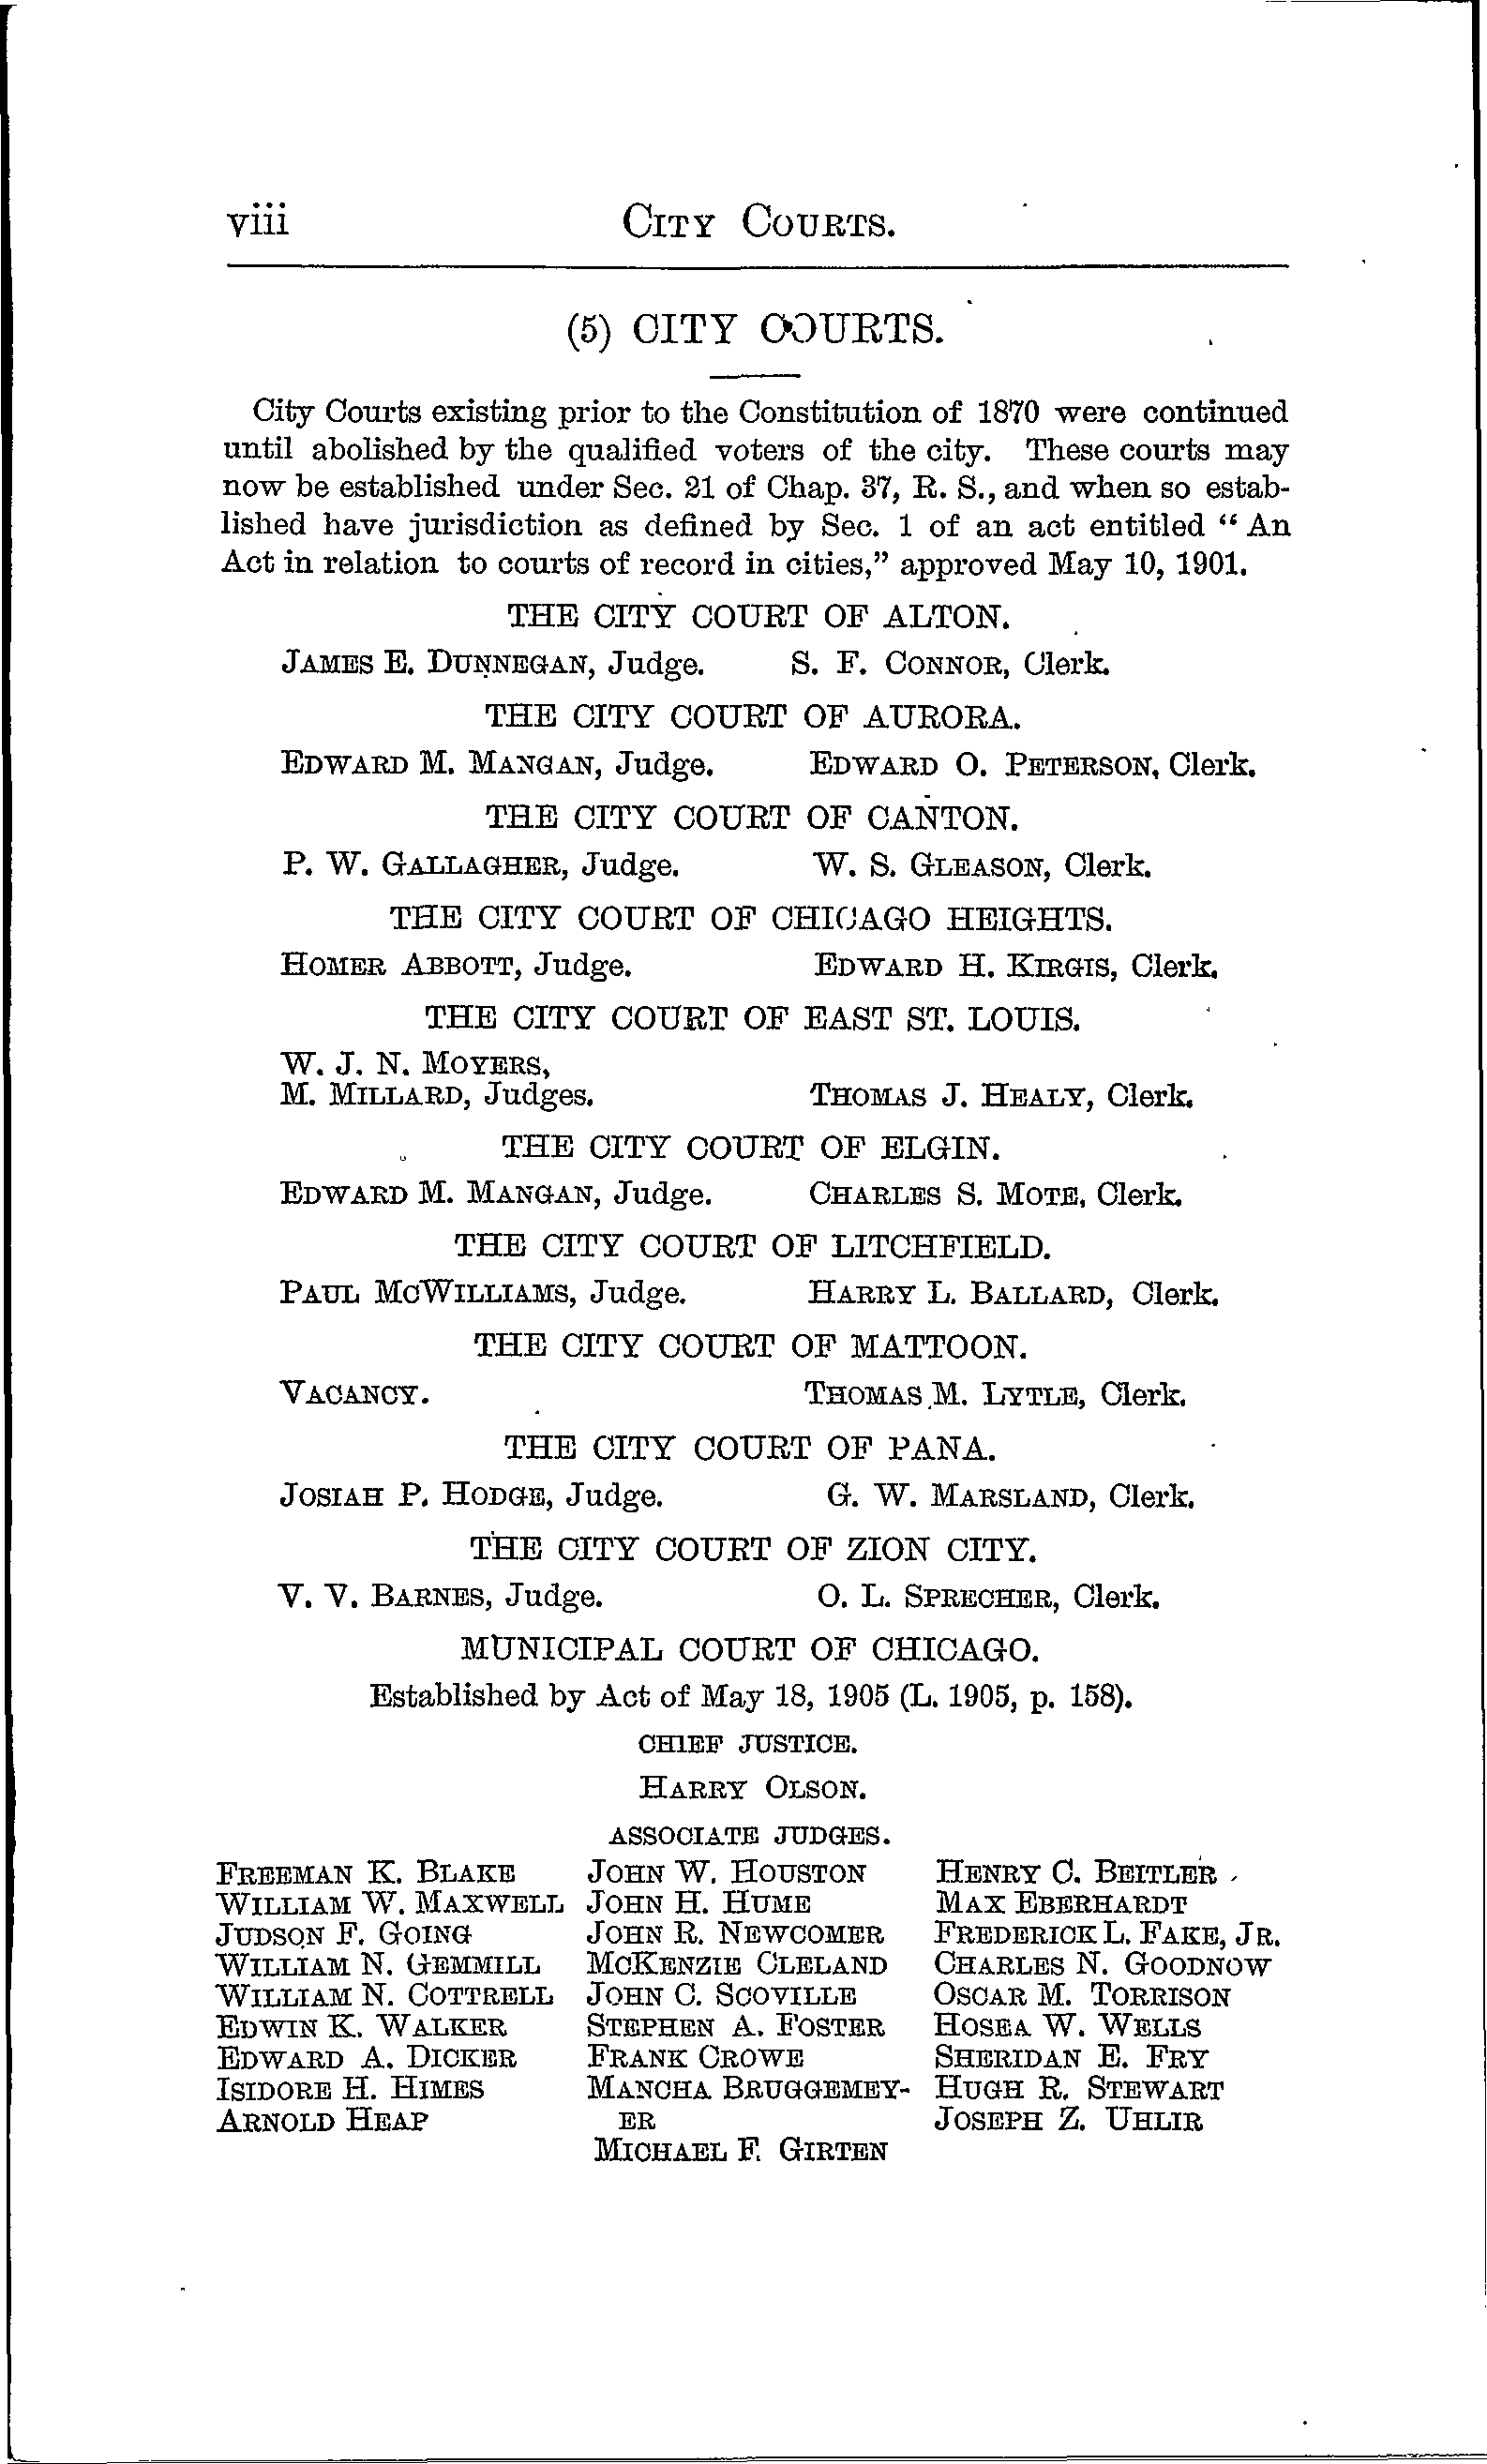 viii City Courts.
(5) CITY COURTS.
City Courts existing prior to the Constitution of 1870 were continued
until abolished by the qualified voters of the city. These courts may
now be established under Sec. 21 of Chap. 37, R. S., and when so estab-
lished have jurisdiction as defined by Sec. 1 of an act entitled “ An
Act in relation to courts of record in cities,” approved May 10, 1901.
THE CITY COURT OF ALTON.
James E. Dunnegan, Judge. S. F. Connor, Clerk.
THE CITY COURT OF AURORA.
Edward M. Mangan, Judge. Edward O. Peterson, Clerk.
THE CITY COURT OF CANTON.
P. W. Gallagher, Judge. W. S. Gleason, Clerk.
THE CITY COURT OF CHICAGO HEIGHTS.
Homer Abbott, Judge. Edward H. Kirgis, Clerk.
THE CITY COURT OF EAST ST. LOUIS.
W. J. N. Moyers,
M. Millard, Judges. Thomas J. Healy, Clerk.
THE CITY COURT OF ELGIN.
Edward M. Mangan, Judge. Charles S. Mote, Clerk.
THE CITY COURT OF LITCHFIELD.
Paul McWilliams, Judge. Harry L. Ballard, Clerk.
THE CITY COURT OF MATTOON.
Vacancy. Thomas M. Lytle, Clerk.
THE CITY COURT OF PANA.
Josiah P. Hodge, Judge. G. W. Marsland, Clerk.
THE CITY COURT OF ZION CITY.
V. V. Barnes, Judge. O. L. Sprecher, Clerk.
MUNICIPAL COURT OF CHICAGO.
Established by Act of May 18, 1905 (L. 1905, p. 158).
CHIEF JUSTICE.
Harry Olson.
ASSOCIATE JUDGES.
Freeman K. Blake John W. Houston Henry C. Beitler
William W. Maxwell John H. Hume Max Eberhardt
Judson F. Going John R. Newcomer Frederick L. Fake, Jr.
William N. Gemmill McKenzie Cleland Charles N. Goodnow
William N. Cottrell John C. Scoville Oscar M. Torrison
Edwin K. Walker Stephen A. Foster Hosea W. Wells
Edward A. Dicker Frank Crowe Sheridan E. Fry
Isidore H. Himes Mancha Bruggemey- Hugh R. Stewart
Arnold Heap er Joseph Z. Uhlir
Michael F. Girten